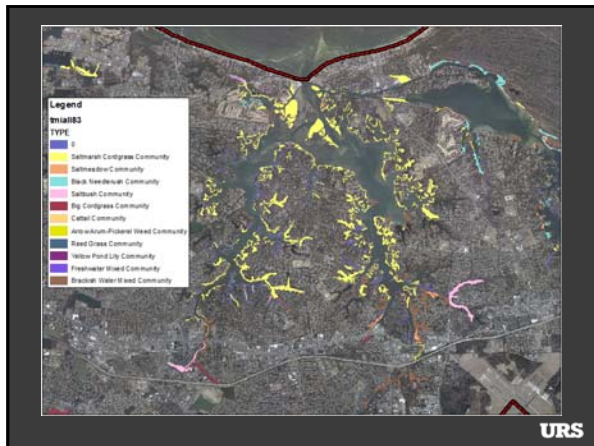 Legend
tmiall83
TYPE
0
Saltmarsh Cordgrass Community
Saltmeadow Community
Black Needlerush Community
Saltbush Community
Big Cordgrass Community
Cattail Community
Arrow Arum-Pickerel Weed Community
Reed Grass Community
Yellow Pond Lily Community
Freshwater Mixed Community
Brackish Water Mixed Community
URS